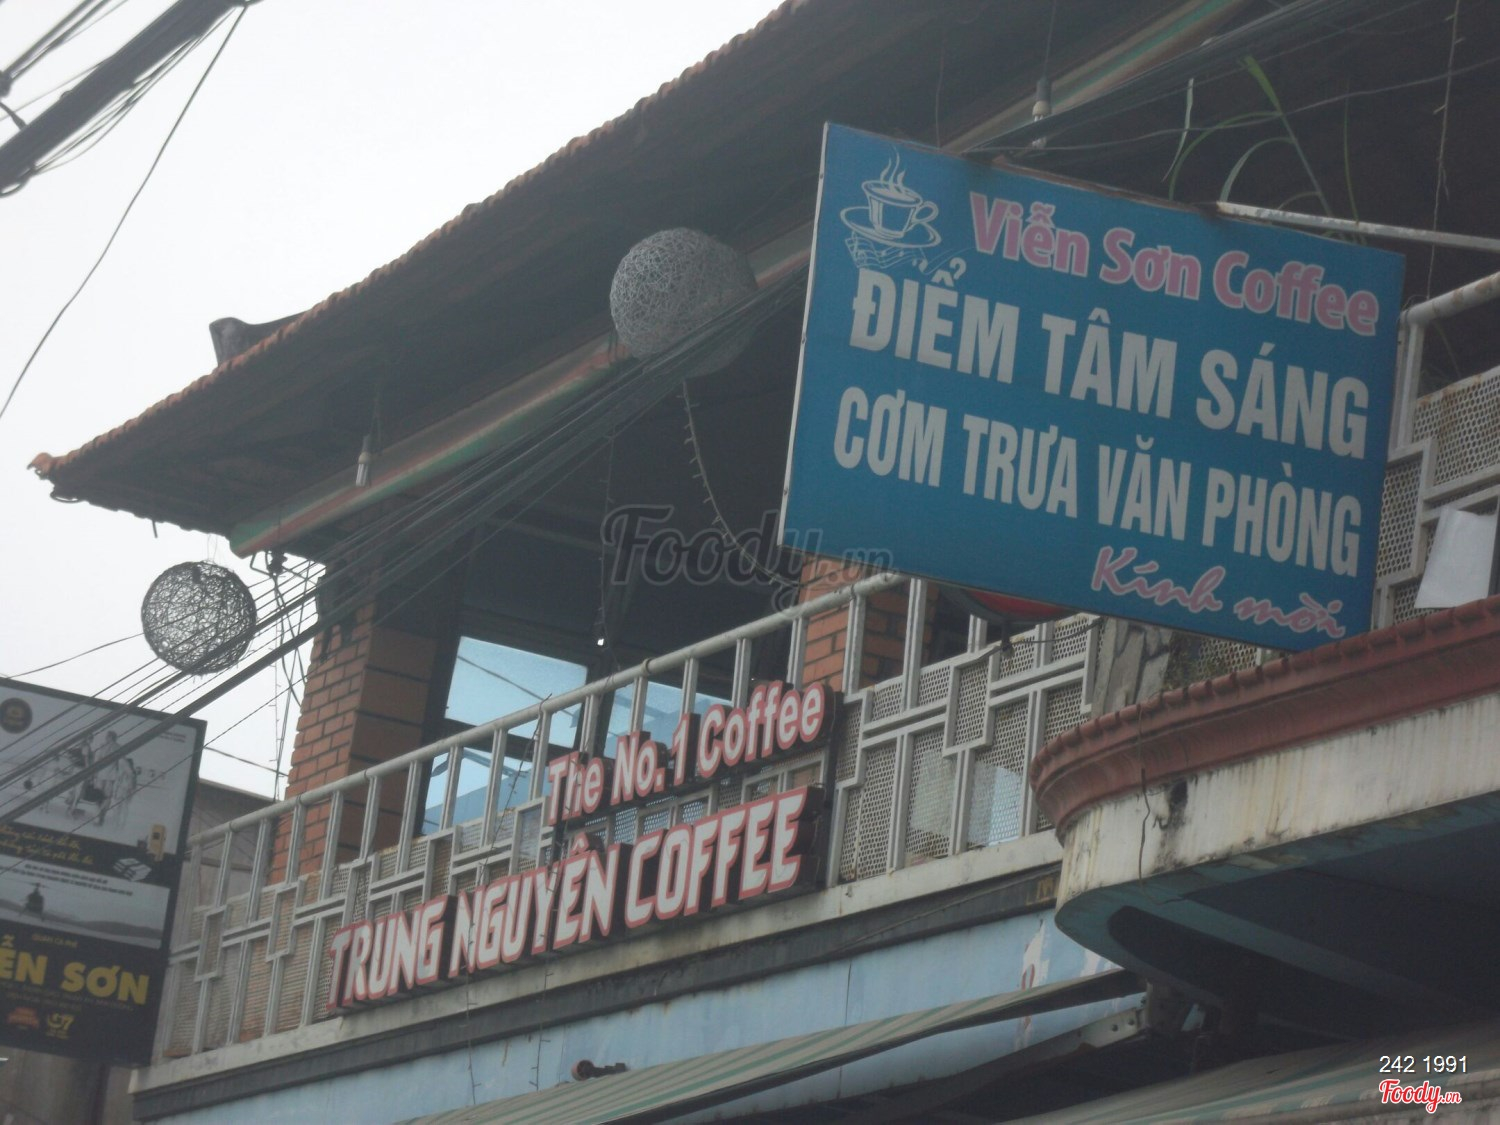 Viễn Sơn Coffee
ĐIỂM TÂM SÁNG
CƠM TRƯA VĂN PHÒNG
Kính mời
Foody.vn
The No.1 Coffee
TRUNG NGUYÊN COFFEE
ỄN SƠN
242 1991
Foody.vn